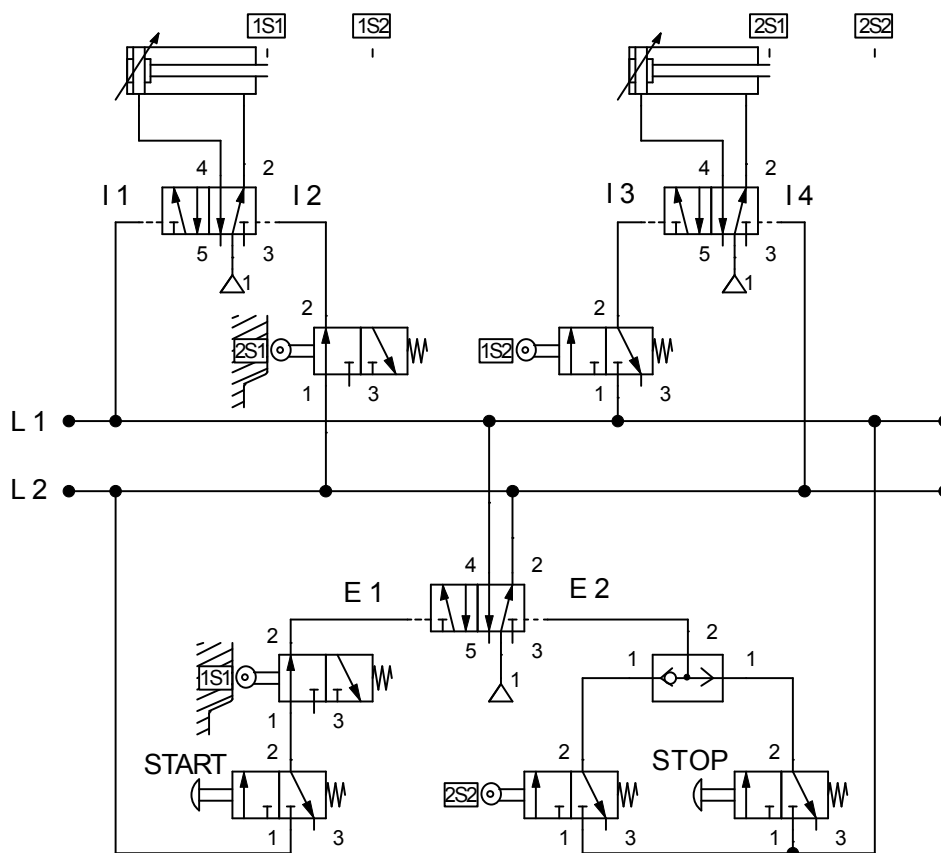 1S1 1S2 2S1 2S2
4 2 4 2
I 1 I 2 I 3 I 4
5 3 5 3
1 1
2 2
2S1 1S2
1 3 1 3
L 1
L 2
4 2
E 1 E 2
2 5 3 2
1 1 1
1S1
1 3
START 2 2 STOP 2
2S2
1 3 1 3 1 3